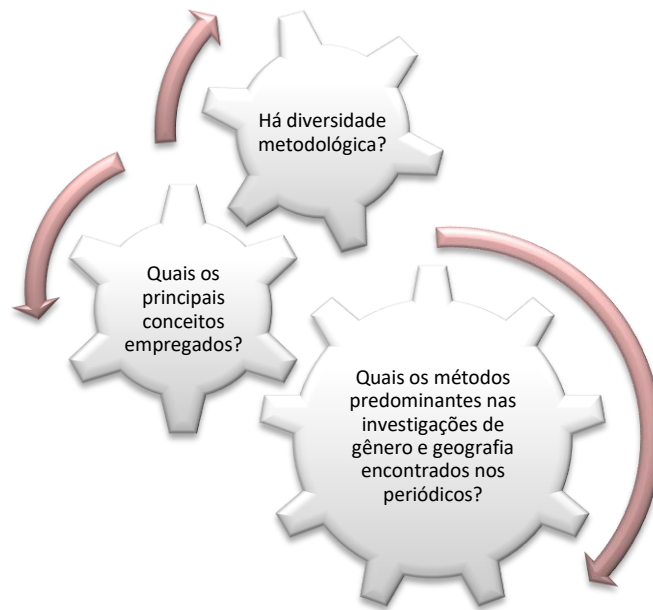 Há diversidade
metodológica?
Quais os
principais
conceitos
empregados?
Quais os métodos
predominantes nas
investigações de
gênero e geografia
encontrados nos
periódicos?